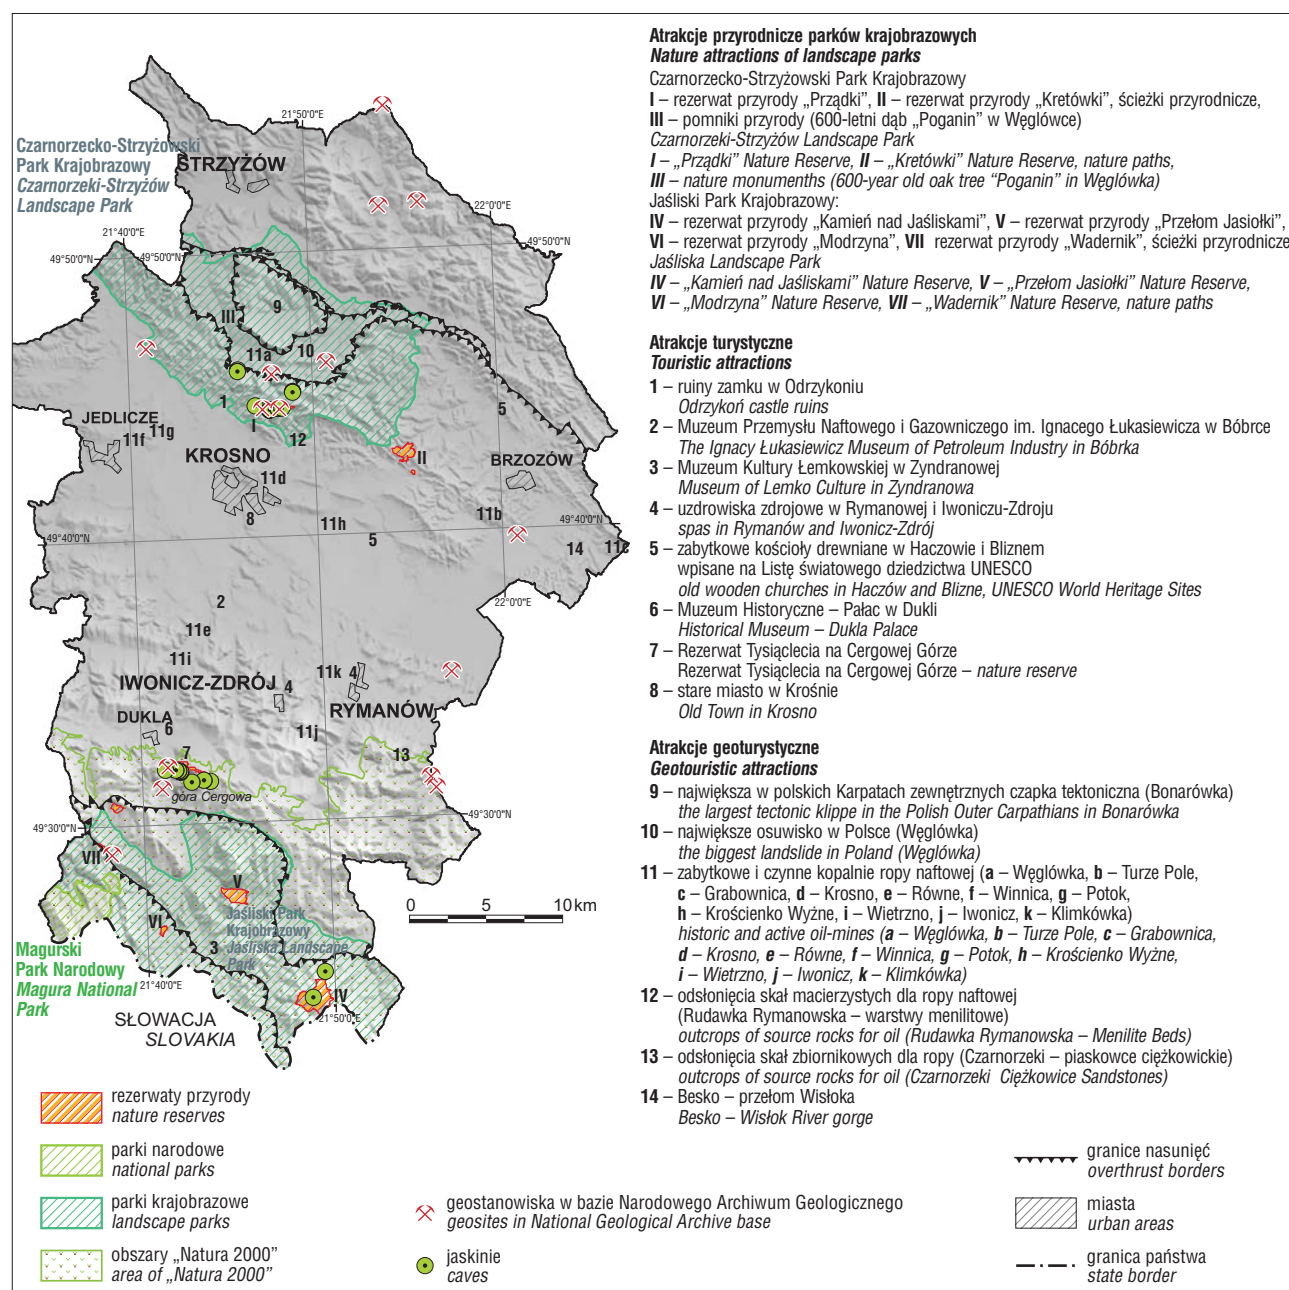 Atrakcje przyrodnicze parków krajobrazowych
Nature attractions of landscape parks
Czarnorzecko-Strzyżowski Park Krajobrazowy
I – rezerwat przyrody „Prządki”, II – rezerwat przyrody „Kretówki”, ścieżki przyrodnicze,
III – pomniki przyrody (600-letni dąb „Poganin” w Węglówce)
Czarnorzeki-Strzyżów Landscape Park
I – „Prządki” Nature Reserve, II – „Kretówki” Nature Reserve, nature paths,
III – nature monumenths (600-year old oak tree “Poganin” in Węglówka)
Jaśliski Park Krajobrazowy:
IV – rezerwat przyrody „Kamień nad Jaśliskami”, V – rezerwat przyrody „Przełom Jasiołki”,
VI – rezerwat przyrody „Modrzyna”, VII rezerwat przyrody „Wadernik”, ścieżki przyrodnicze
Jaśliska Landscape Park
IV – „Kamień nad Jaśliskami” Nature Reserve, V – „Przełom Jasiołki” Nature Reserve,
VI – „Modrzyna” Nature Reserve, VII – „Wadernik” Nature Reserve, nature paths
Atrakcje turystyczne
Touristic attractions
1 – ruiny zamku w Odrzykoniu
Odrzykoń castle ruins
2 – Muzeum Przemysłu Naftowego i Gazowniczego im. Ignacego Łukasiewicza w Bóbrce
The Ignacy Łukasiewicz Museum of Petroleum Industry in Bóbrka
3 – Muzeum Kultury Łemkowskiej w Zyndranowej
Museum of Lemko Culture in Zyndranowa
4 – uzdrowiska zdrojowe w Rymanowej i Iwoniczu-Zdroju
spas in Rymanów and Iwonicz-Zdrój
5 – zabytkowe kościoły drewniane w Haczowie i Bliznem
wpisane na Listę światowego dziedzictwa UNESCO
old wooden churches in Haczów and Blizne, UNESCO World Heritage Sites
6 – Muzeum Historyczne – Pałac w Dukli
Historical Museum – Dukla Palace
7 – Rezerwat Tysiąclecia na Cergowej Górze
Rezerwat Tysiąclecia na Cergowej Górze – nature reserve
8 – stare miasto w Krośnie
Old Town in Krosno
Atrakcje geoturystyczne
Geotouristic attractions
9 – największa w polskich Karpatach zewnętrznych czapka tektoniczna (Bonarówka)
the largest tectonic klippe in the Polish Outer Carpathians in Bonarówka
10 – największe osuwisko w Polsce (Węglówka)
the biggest landslide in Poland (Węglówka)
11 – zabytkowe i czynne kopalnie ropy naftowej (a – Węglówka, b – Turze Pole,
c – Grabownica, d – Krosno, e – Równe, f – Winnica, g – Potok,
h – Krościenko Wyżne, i – Wietrzno, j – Iwonicz, k – Klimkówka)
historic and active oil-mines (a – Węglówka, b – Turze Pole, c – Grabownica,
d – Krosno, e – Równe, f – Winnica, g – Potok, h – Krościenko Wyżne,
i – Wietrzno, j – Iwonicz, k – Klimkówka)
12 – odsłonięcia skał macierzystych dla ropy naftowej
(Rudawka Rymanowska – warstwy menilitowe)
outcrops of source rocks for oil (Rudawka Rymanowska – Menilite Beds)
13 – odsłonięcia skał zbiornikowych dla ropy (Czarnorzeki – piaskowce ciężkowickie)
outcrops of source rocks for oil (Czarnorzeki Ciężkowice Sandstones)
14 – Besko – przełom Wisłoka
Besko – Wisłok River gorge
21°50'0"E
Czarnorzecko-Strzyżowski
Park Krajobrazowy
Czarnorzeki-Strzyżów
Landscape Park
STRZYŻÓW
22°0'0"E
21°40'0"E
49°50'0"N
49°50'0"N
49°50'0"N
9
III
10
11a
1
5
I
12
JEDLICZE
11f
11g
KROSNO
II
BRZOZÓW
11d
8
11h
11b
49°40'0"N
49°40'0"N
5
14
11c
22°0'0"E
2
11e
11i
11k
4
IWONICZ-ZDRÓJ
4
RYMANÓW
DUKLA
6
11j
7
13
góra Cergowa
49°30'0"N
49°30'0"N
VII
V
VI
Jaśliski Park
Krajobrazowy
Jaśliska Landscape
Park
3
0 5 10 km
Magurski
Park Narodowy
Magura National
Park
21°40'0"E
IV
21°50'0"E
SŁOWACJA
SLOVAKIA
rezerwaty przyrody
nature reserves
parki narodowe
national parks
parki krajobrazowe
landscape parks
obszary „Natura 2000”
area of „Natura 2000”
geostanowiska w bazie Narodowego Archiwum Geologicznego
geosites in National Geological Archive base
jaskinie
caves
granice nasunięć
overthrust borders
miasta
urban areas
granica państwa
state border